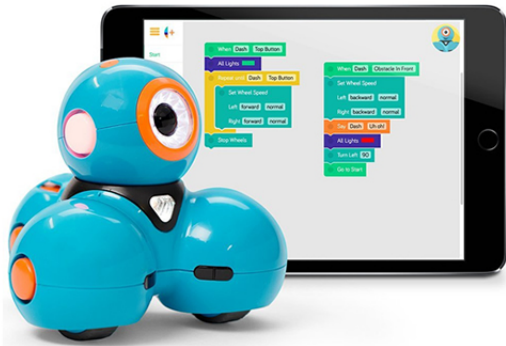 Start
When Dash Top Button
All Lights
Repeat until Dash Top Button
Set Wheel Speed
Left forward normal
Right forward normal
Stop Wheels
When Dash Obstacle In Front
Set Wheel Speed
Left backward normal
Right backward normal
Say Dash Uh oh!
All Lights
Turn Left 90
Go to Start